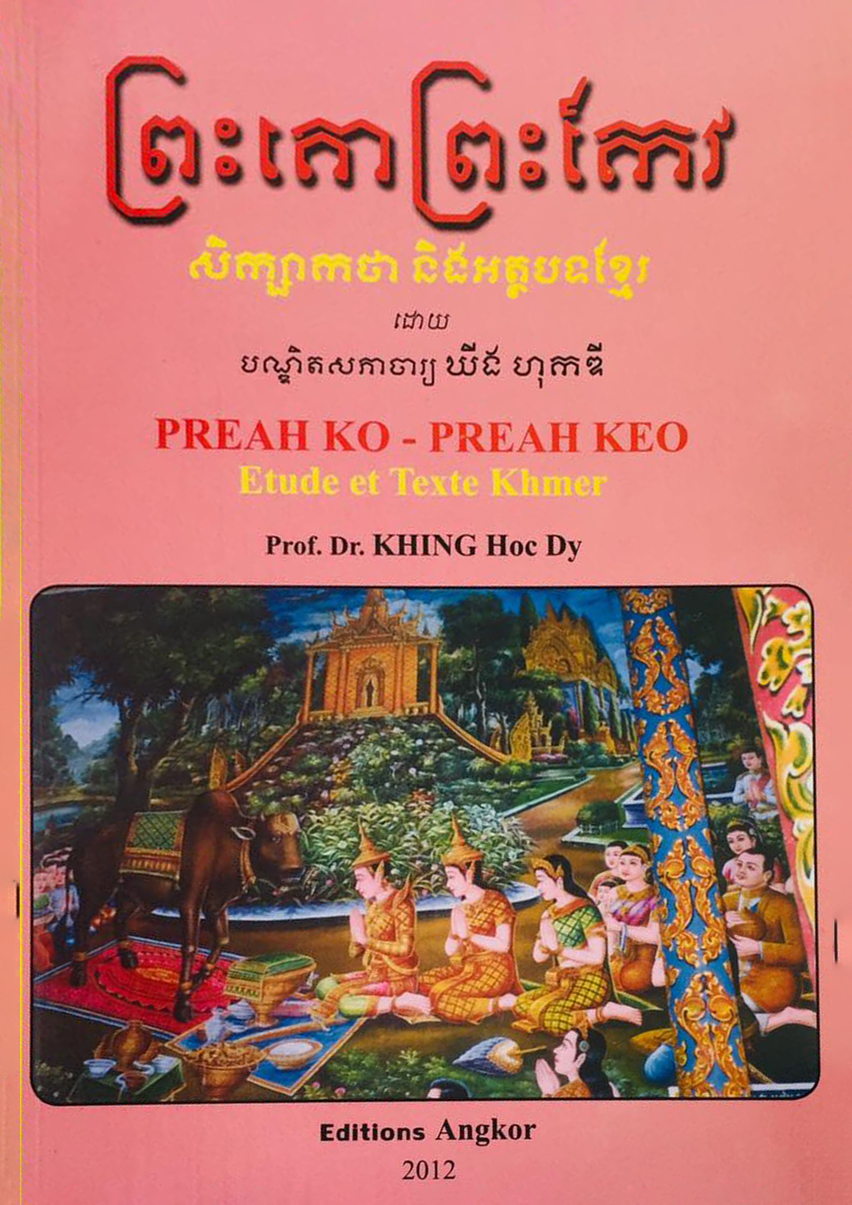 ព្រះគោព្រះកែវ
សិក្សាកថា និងអត្ថបទខ្មែរ
ដោយ
បណ្ឌិតសភាចារ្យ ឃីង ហុកឌី
PREAH KO - PREAH KEO
Etude et Texte Khmer
Prof. Dr. KHING Hoc Dy
Editions Angkor
2012